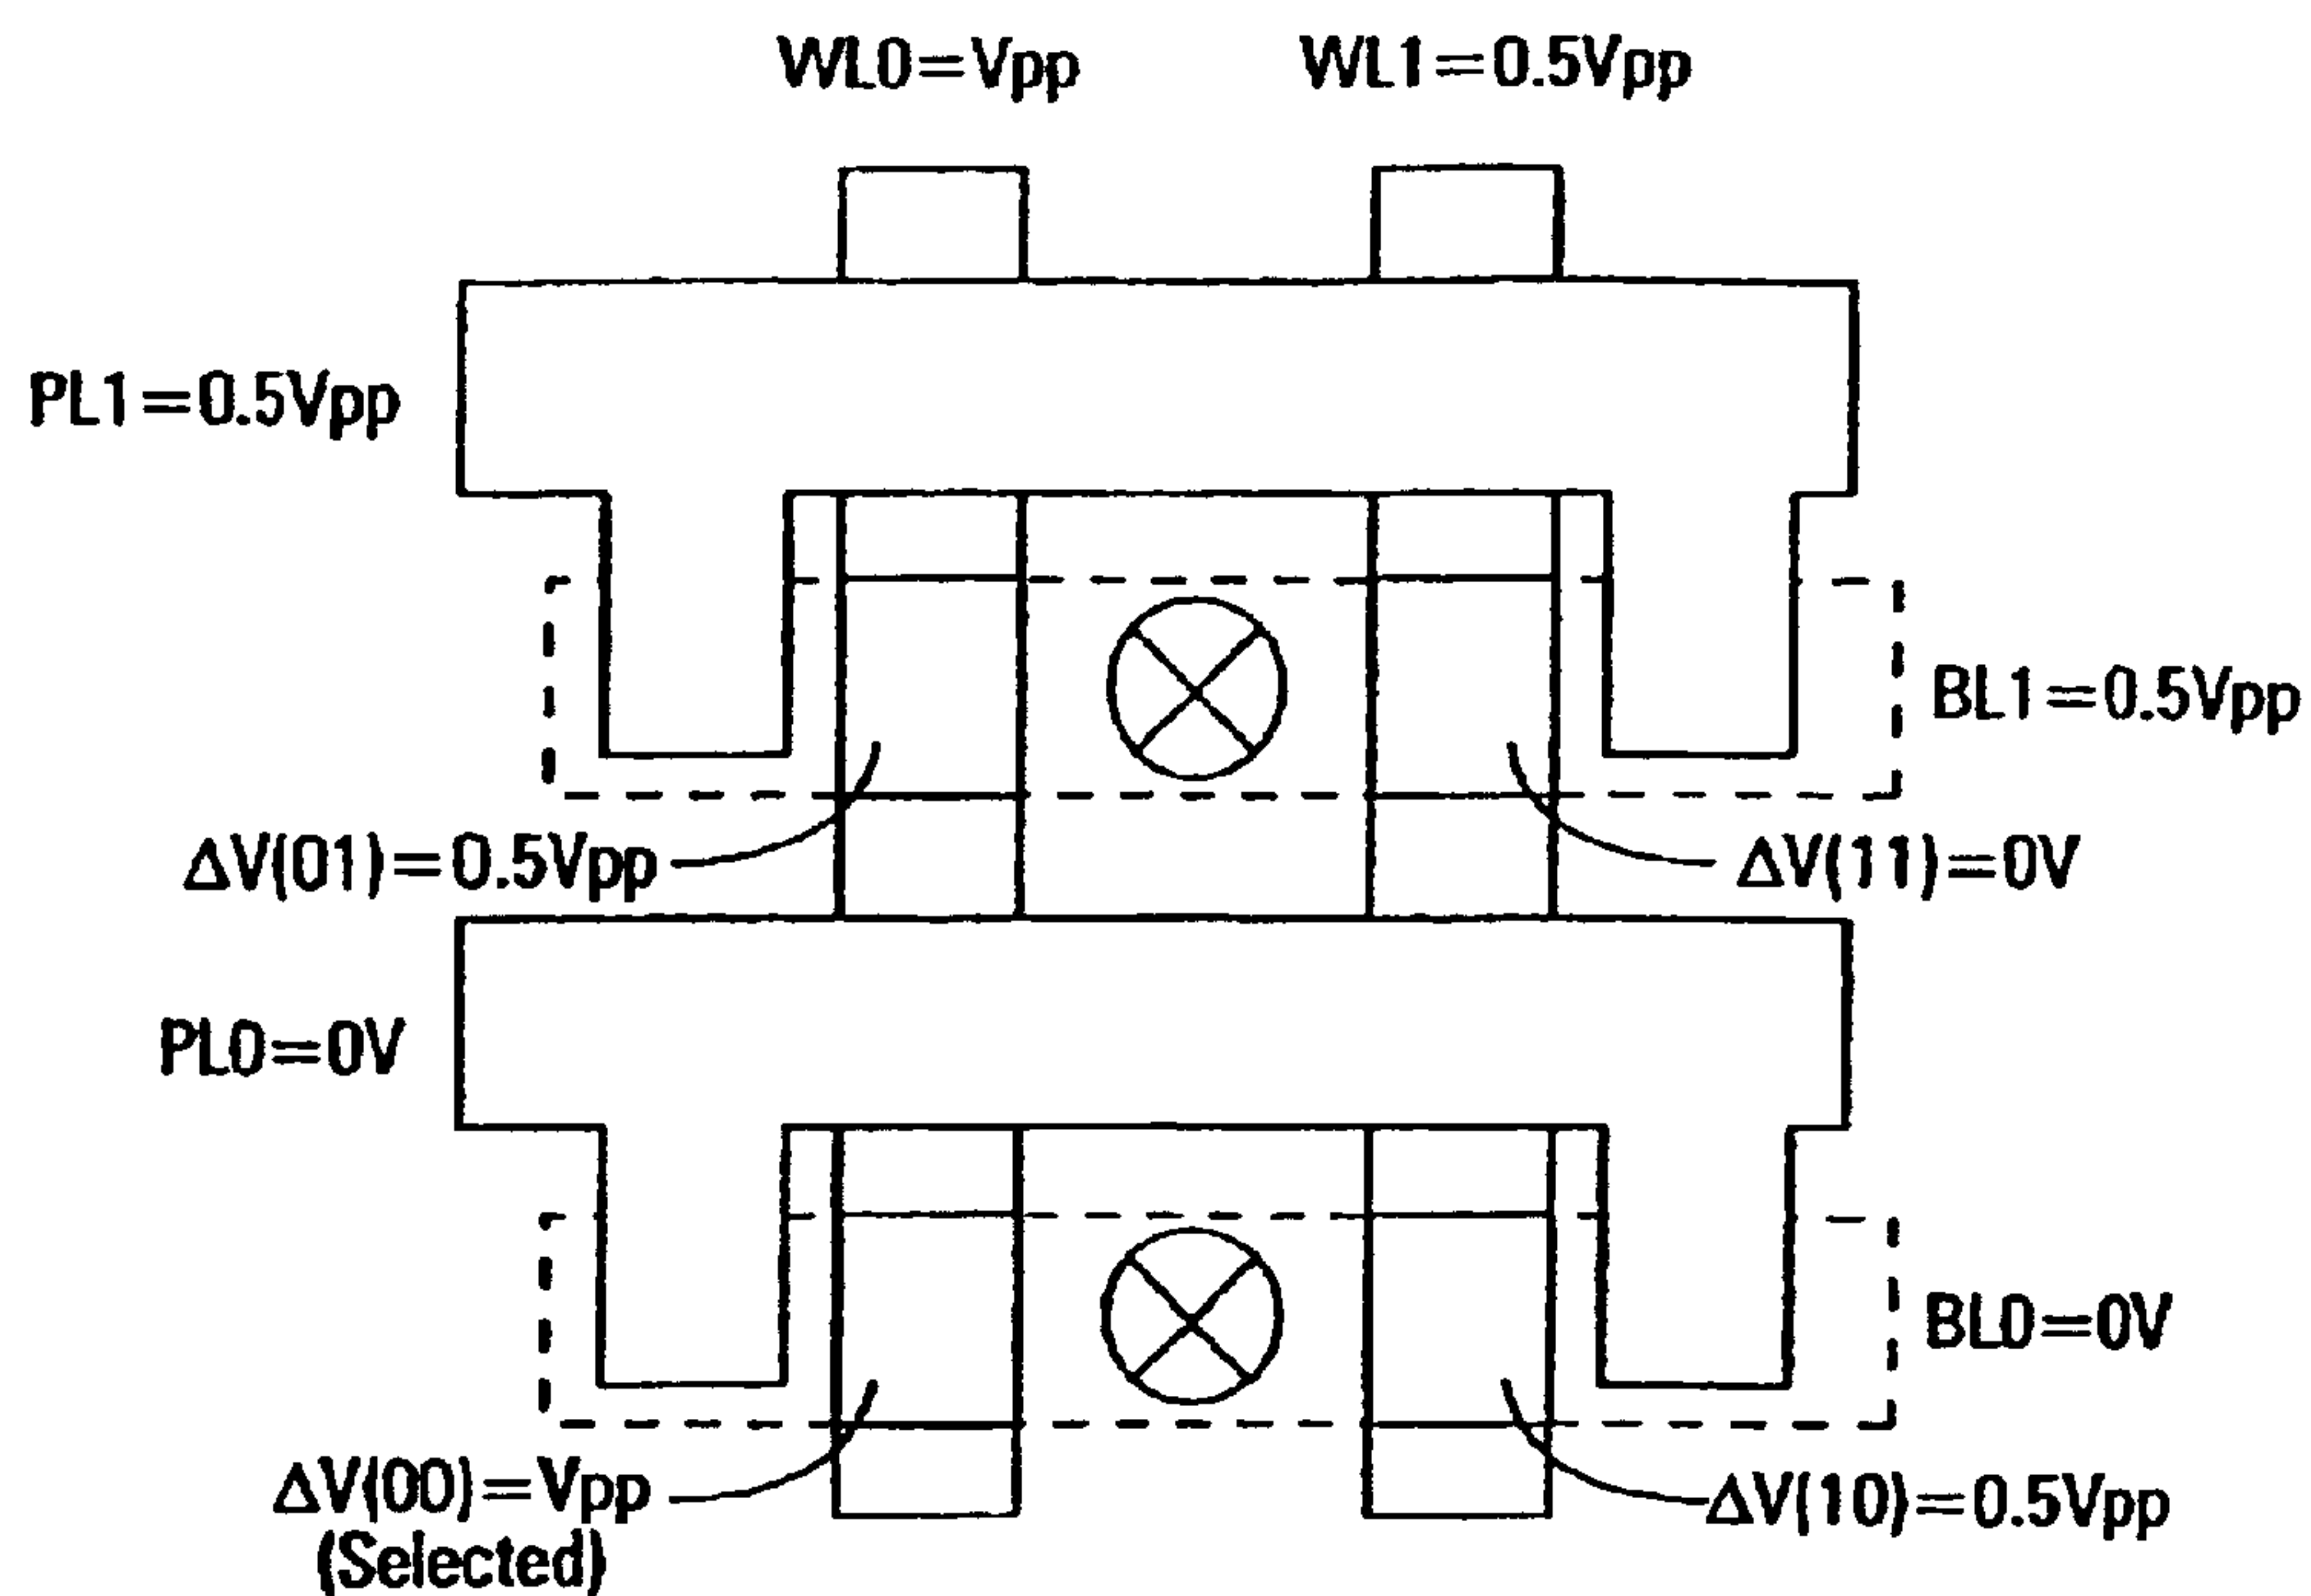 WL0=Vpp
WL1=0.5Vpp
PL1=0.5Vpp
BL1=0.5Vpp
ΔV(01)=0.5Vpp
ΔV(11)=0V
PL0=0V
BL0=0V
ΔV(00)=Vpp
(Selected)
ΔV(10)=0.5Vpp